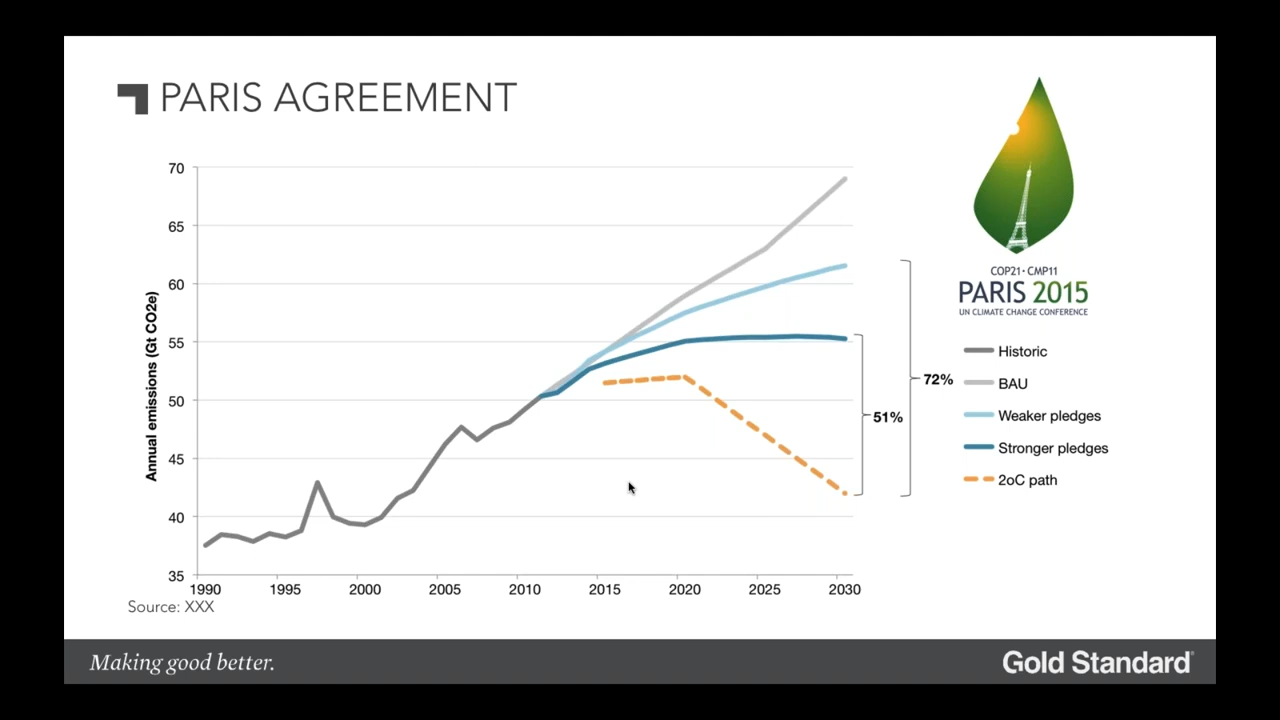 PARIS AGREEMENT
70
65
60
55
50
45
40
35
Annual emissions (Gt CO2e)
1990 1995 2000 2005 2010 2015 2020 2025 2030
51%
72%
COP21·CMP11
PARIS 2015
UN CLIMATE CHANGE CONFERENCE
Historic
BAU
Weaker pledges
Stronger pledges
2oC path
Source: XXX
Making good better.
Gold Standard®